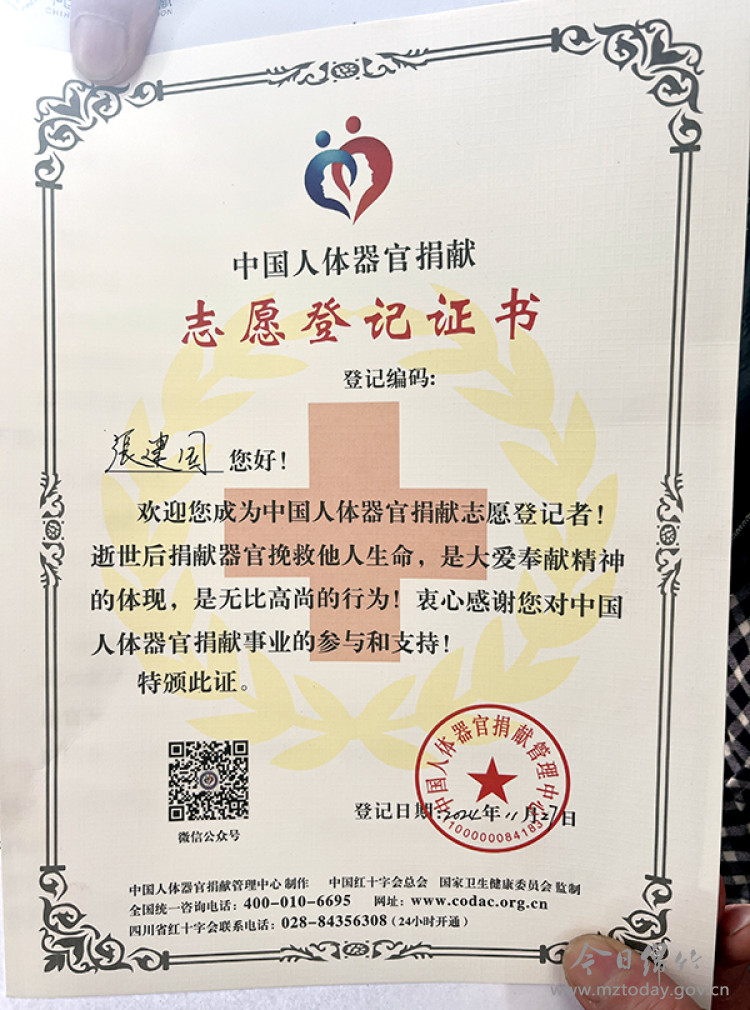 中国人体器官捐献
志愿登记证书
登记编码:
張建国 您好!
欢迎您成为中国人体器官捐献志愿登记者!
逝世后捐献器官挽救他人生命，是大爱奉献精神
的体现，是无比高尚的行为! 衷心感谢您对中国
人体器官捐献事业的参与和支持!
特颁此证。
中国人体器官捐献管理中心
1100000084183
微信公众号
登记日期:2024年11月27日
中国人体器官捐献管理中心 制作 中国红十字会总会 国家卫生健康委员会 监制
全国统一咨询电话: 400-010-6695 网址: www.codac.org.cn
四川省红十字会联系电话: 028-84356308 (24小时开通)
今日绵竹
www.mztoday.gov.cn